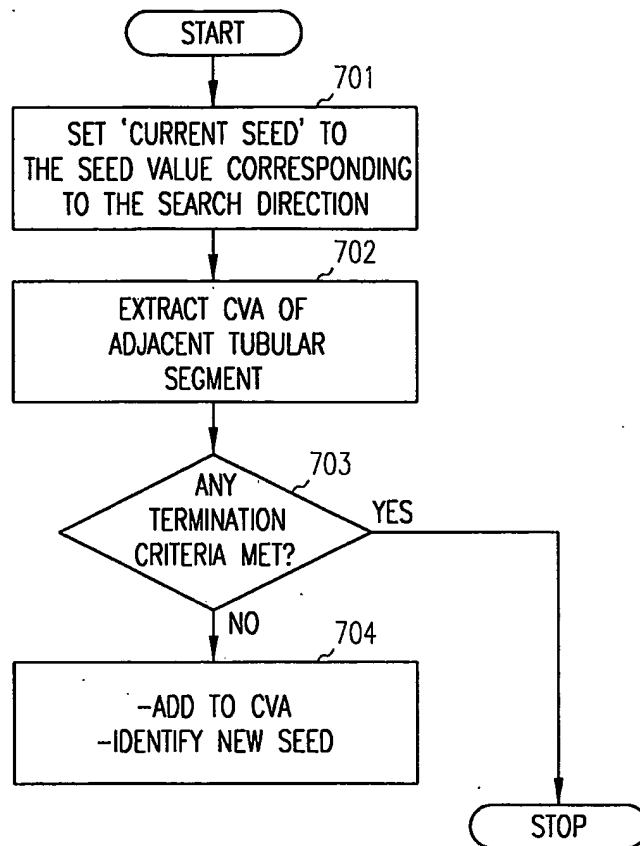 START
701
SET 'CURRENT SEED' TO
THE SEED VALUE CORRESPONDING
TO THE SEARCH DIRECTION
702
EXTRACT CVA OF
ADJACENT TUBULAR
SEGMENT
703
ANY
TERMINATION
CRITERIA MET?
YES
NO
704
-ADD TO CVA
-IDENTIFY NEW SEED
STOP